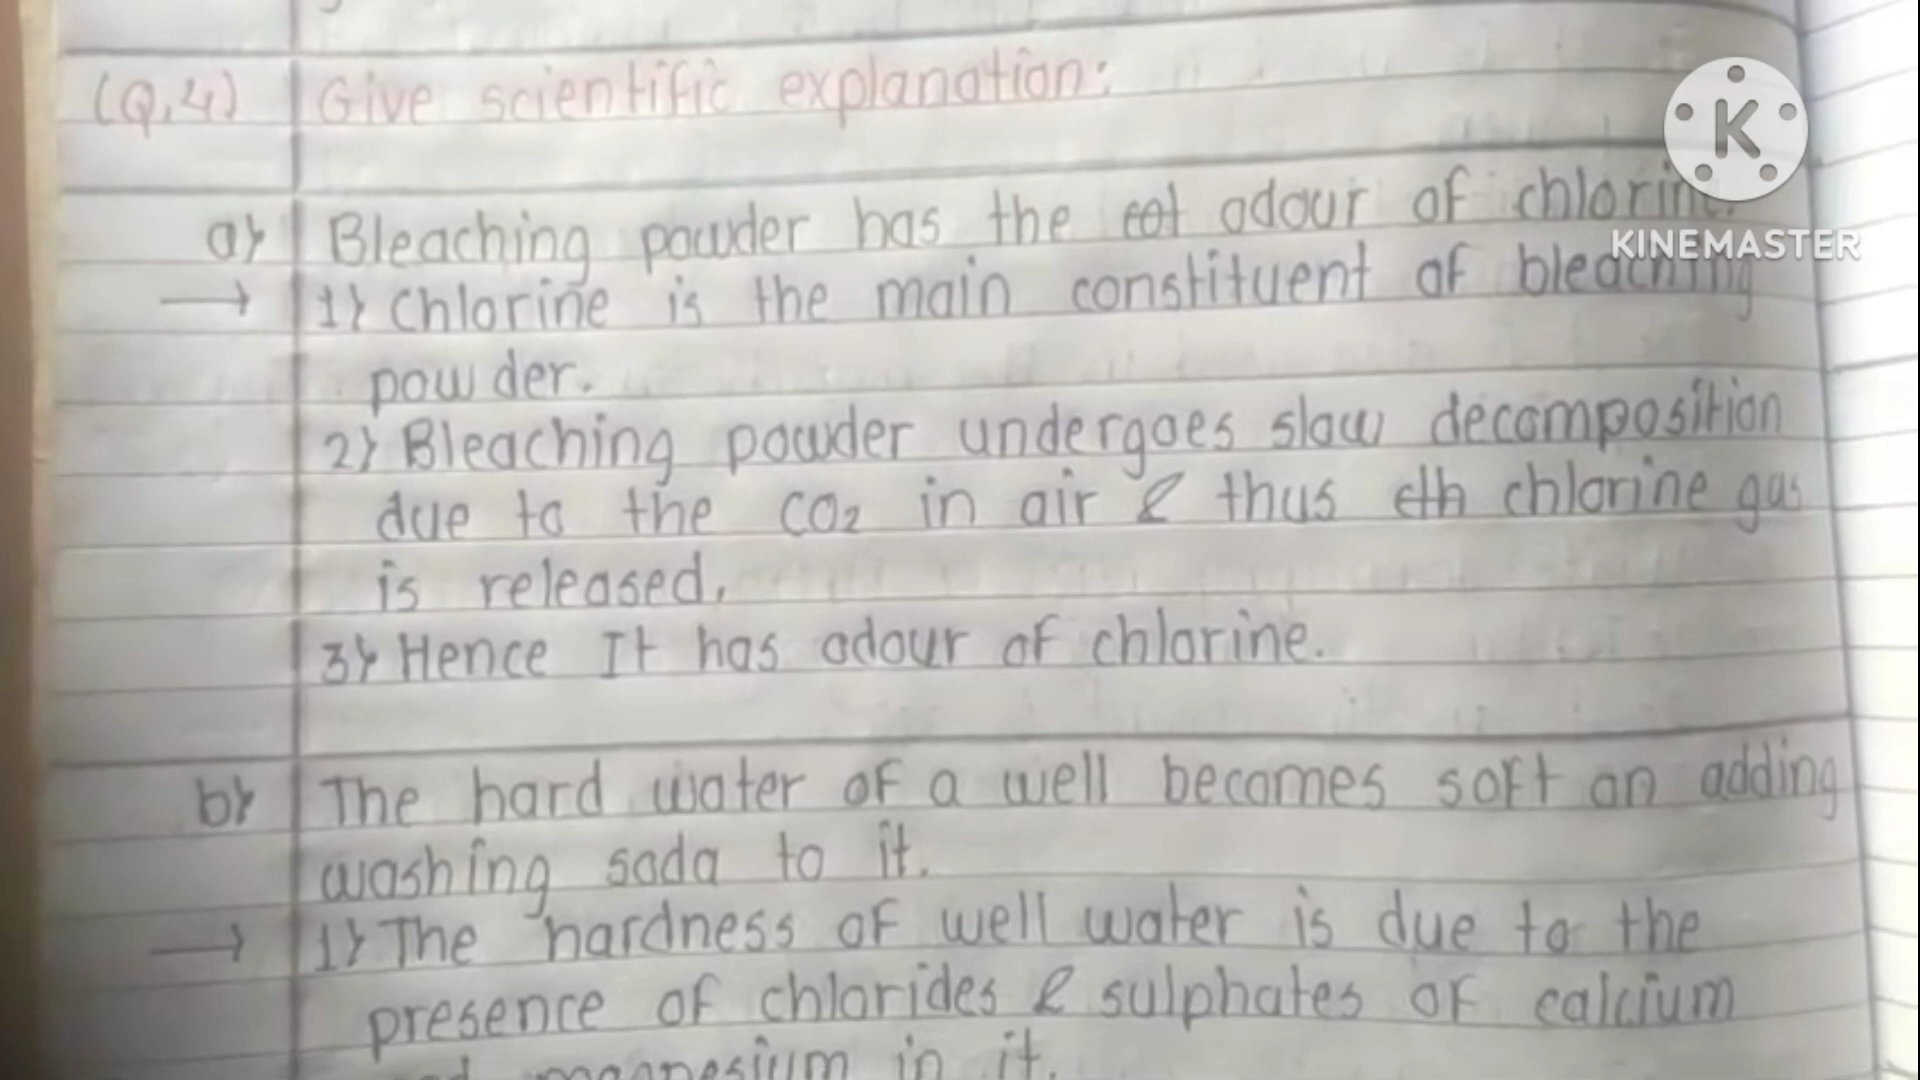 (Q.4) Give scientific explanation:
a) Bleaching powder has the odour of chlorine.
→ 1) Chlorine is the main constituent of bleaching
powder.
2) Bleaching powder undergoes slow decomposition
due to the CO2 in air & thus chlorine gas
is released.
3) Hence It has odour of chlorine.
b) The hard water of a well becomes soft on adding
washing soda to it.
→ 1) The hardness of well water is due to the
presence of chlorides & sulphates of calcium
magnesium in it.
K
KINEMASTER